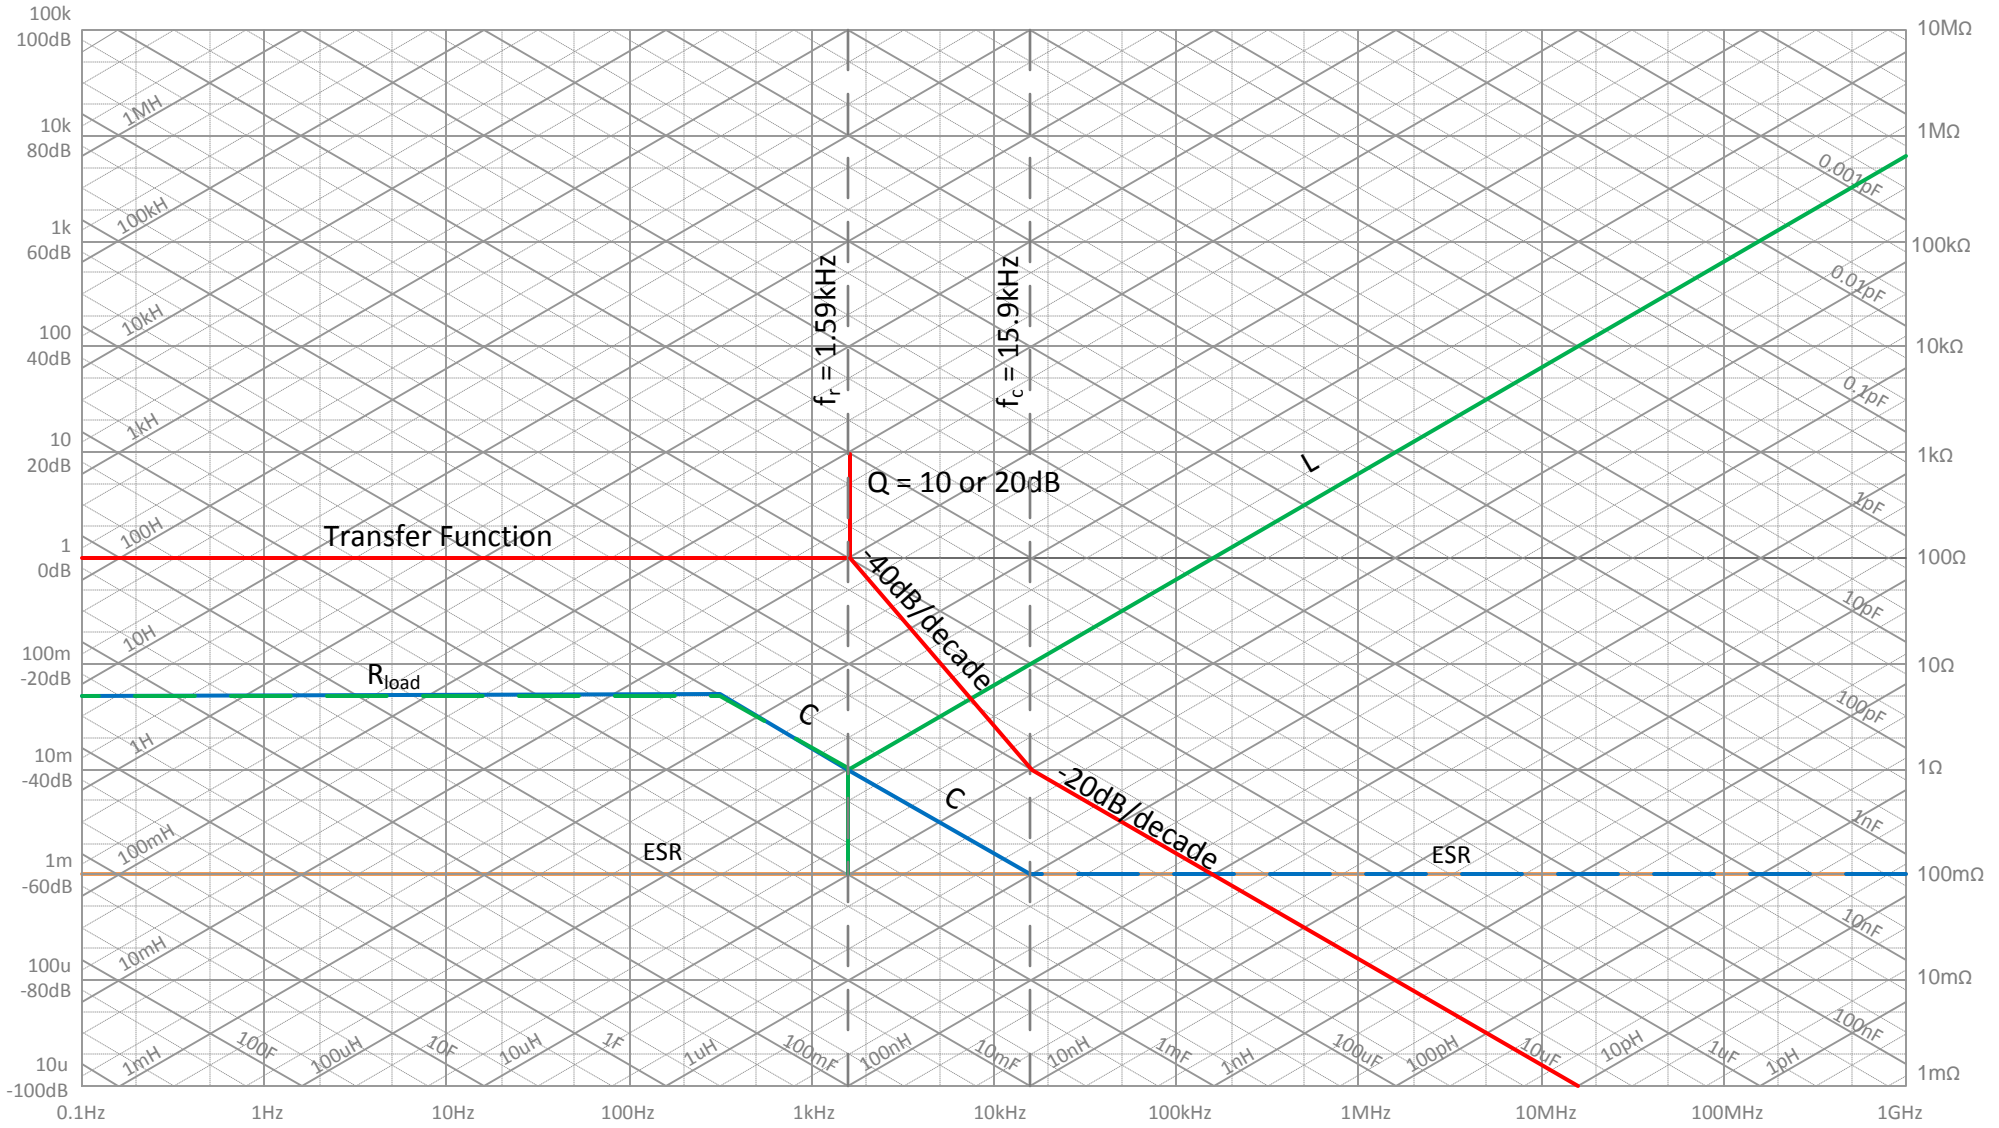 100k
100dB
10MΩ
1MH
10k
80dB
1MΩ
0.001pF
100kH
1k
60dB
100kΩ
0.01pF
10kH
fr = 1.59kHz
fc = 15.9kHz
100
40dB
10kΩ
0.1pF
1kH
10
20dB
1kΩ
L
Q = 10 or 20dB
1pF
100H
Transfer Function
1
0dB
100Ω
-40dB/decade
10pF
10H
100m
-20dB
10Ω
Rload
C
100pF
1H
10m
-40dB
1Ω
C
-20dB/decade
1nF
100mH
1m
-60dB
ESR
ESR
100mΩ
10nF
10mH
100u
-80dB
10mΩ
100nF
1mH
100F
100uH
10F
10uH
1F
1uH
100mF
100nH
10mF
10nH
1mF
1nH
100uF
100pH
10uF
10pH
1uF
1pH
10u
-100dB
1mΩ
0.1Hz
1Hz
10Hz
100Hz
1kHz
10kHz
100kHz
1MHz
10MHz
100MHz
1GHz